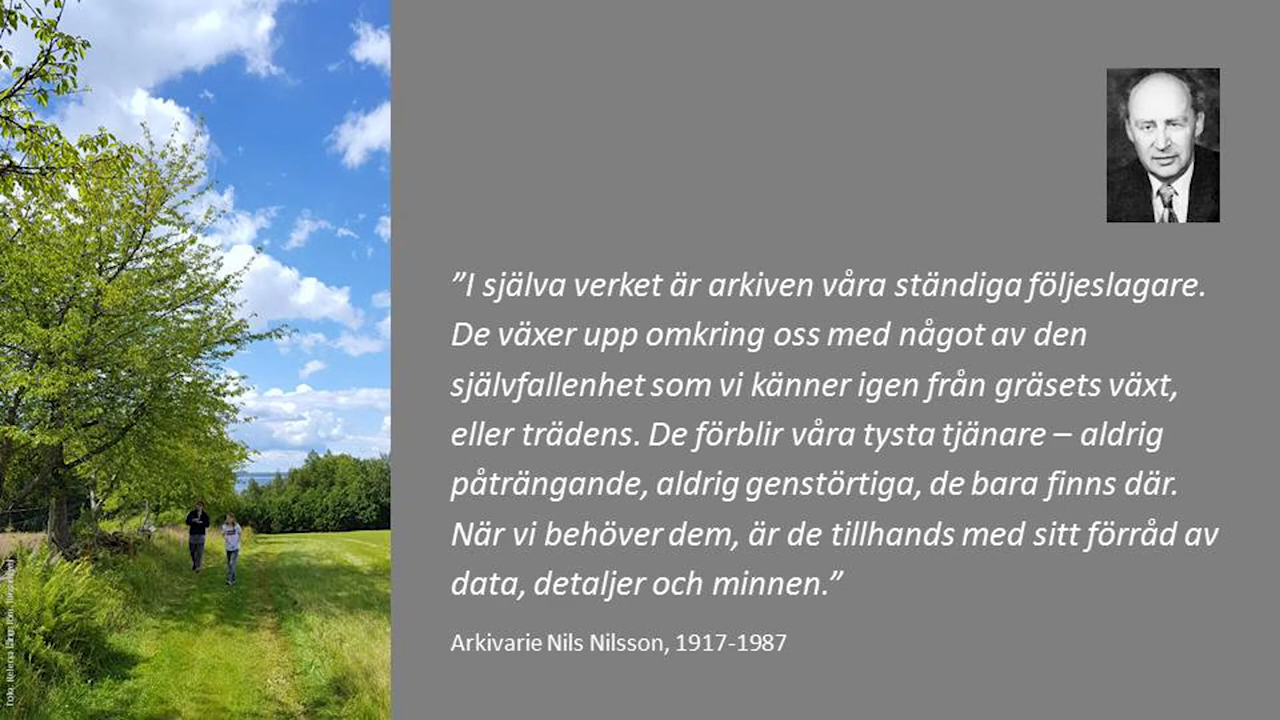 ”I själva verket är arkiven våra ständiga följeslagare.
De växer upp omkring oss med något av den
självfallenhet som vi känner igen från gräsets växt,
eller trädens. De förblir våra tysta tjänare – aldrig
påträngande, aldrig genstörtiga, de bara finns där.
När vi behöver dem, är de tillhands med sitt förråd av
data, detaljer och minnen.”
Arkivarie Nils Nilsson, 1917-1987
Foto: